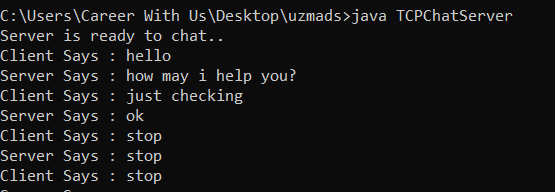 C:\Users\Career With Us\Desktop\uzmads>java TCPChatServer
Server is ready to chat..
Client Says : hello
Server Says : how may i help you?
Client Says : just checking
Server Says : ok
Client Says : stop
Server Says : stop
Client Says : stop